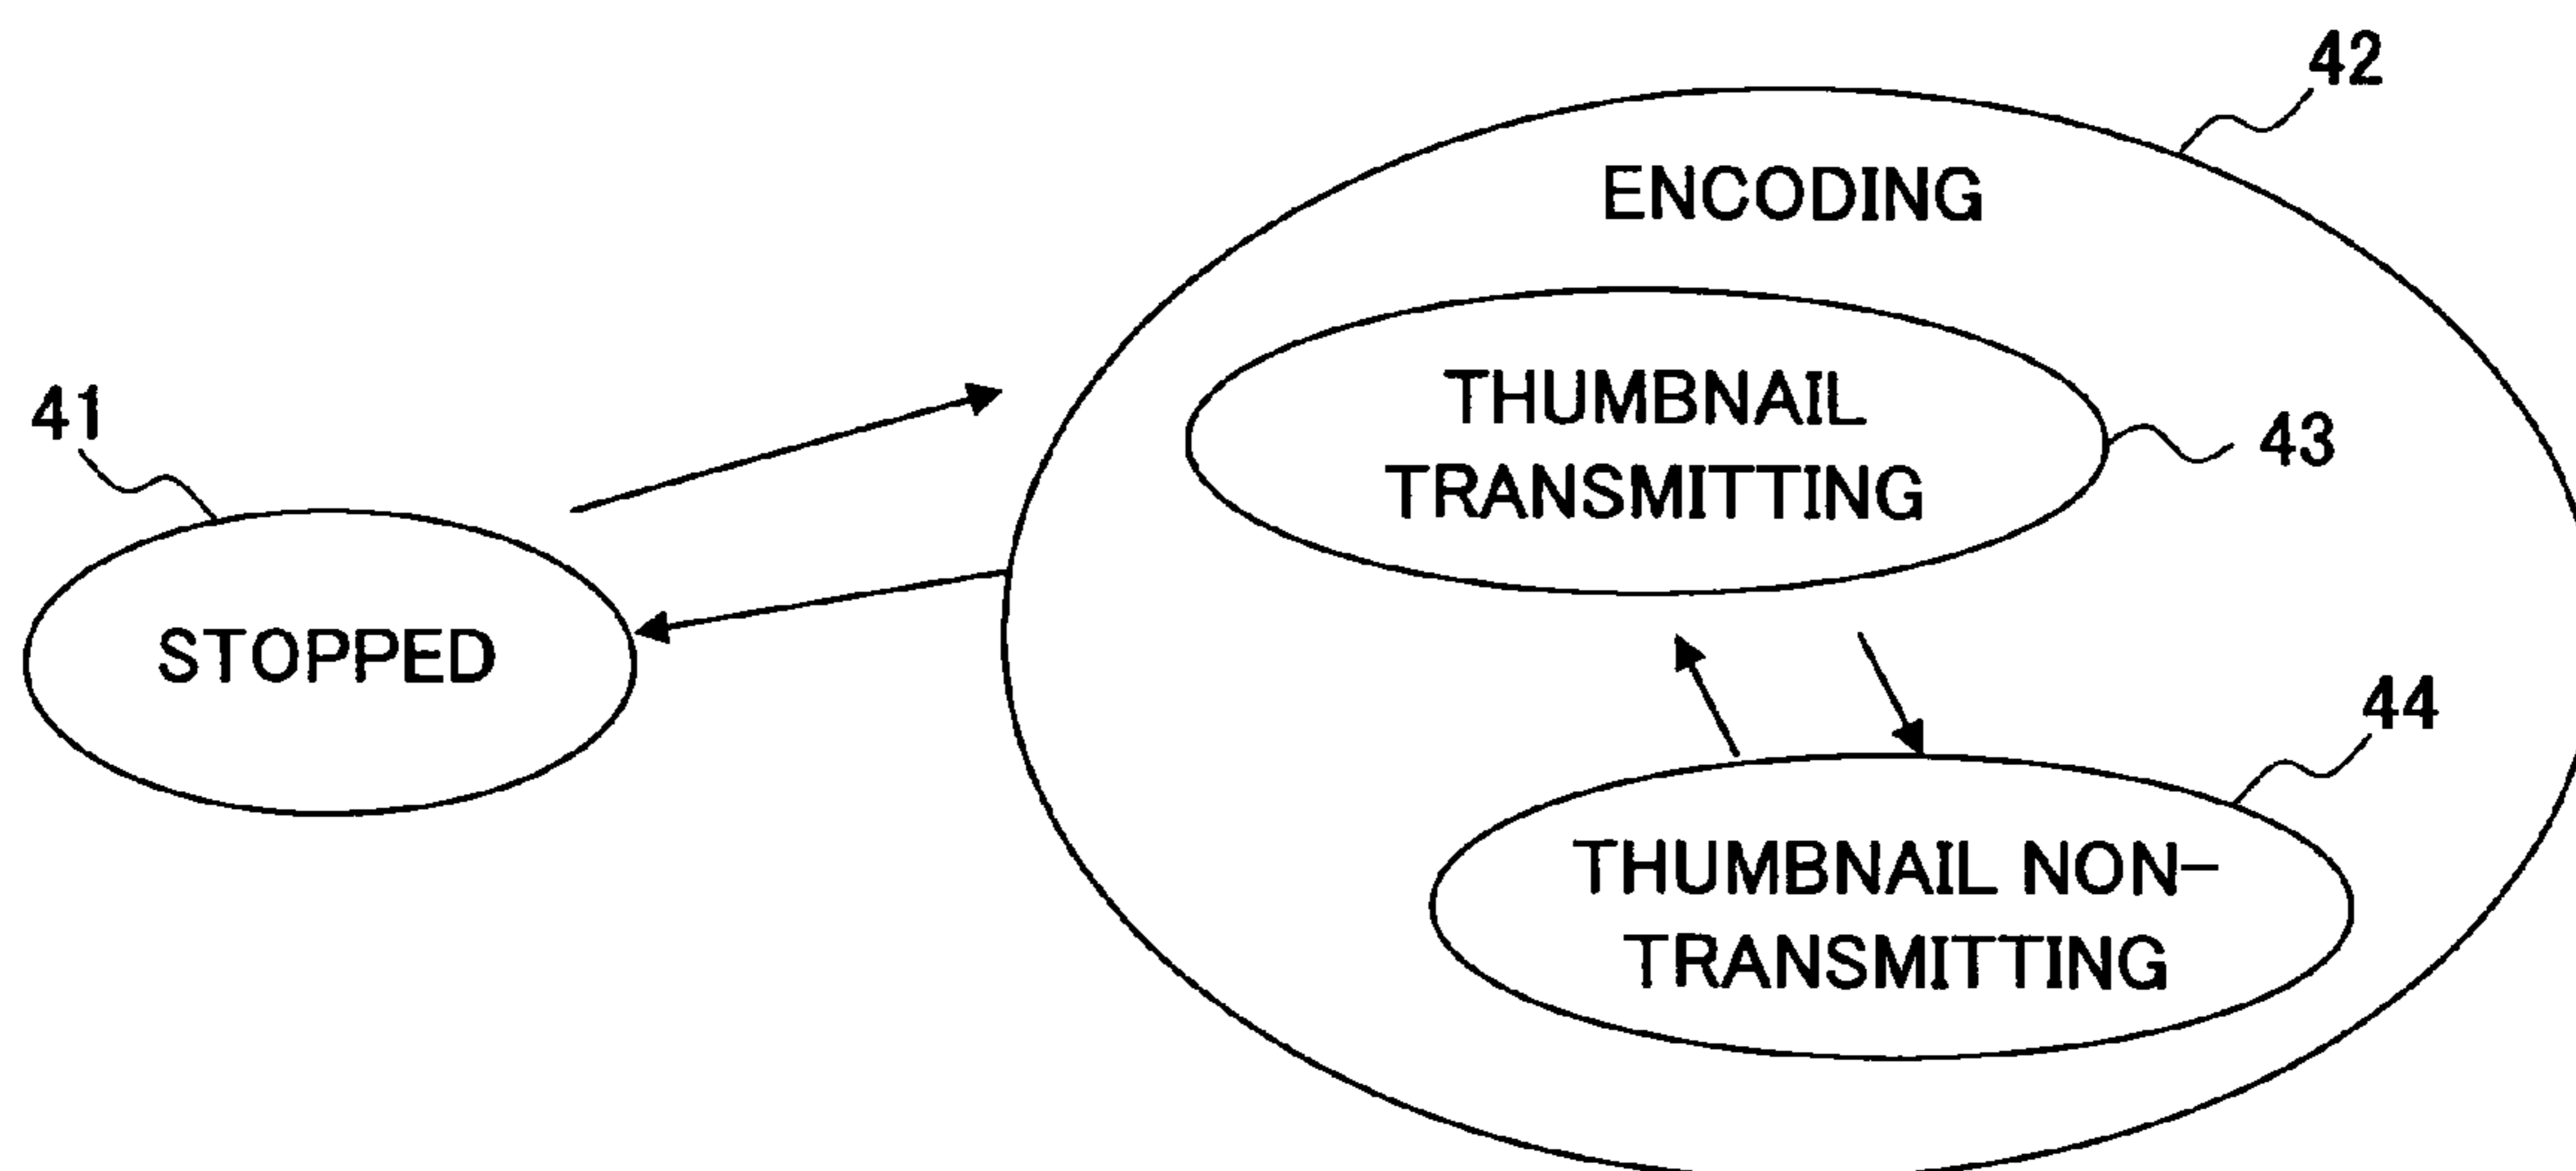 42
ENCODING
41
THUMBNAIL
TRANSMITTING
43
STOPPED
44
THUMBNAIL NON-
TRANSMITTING